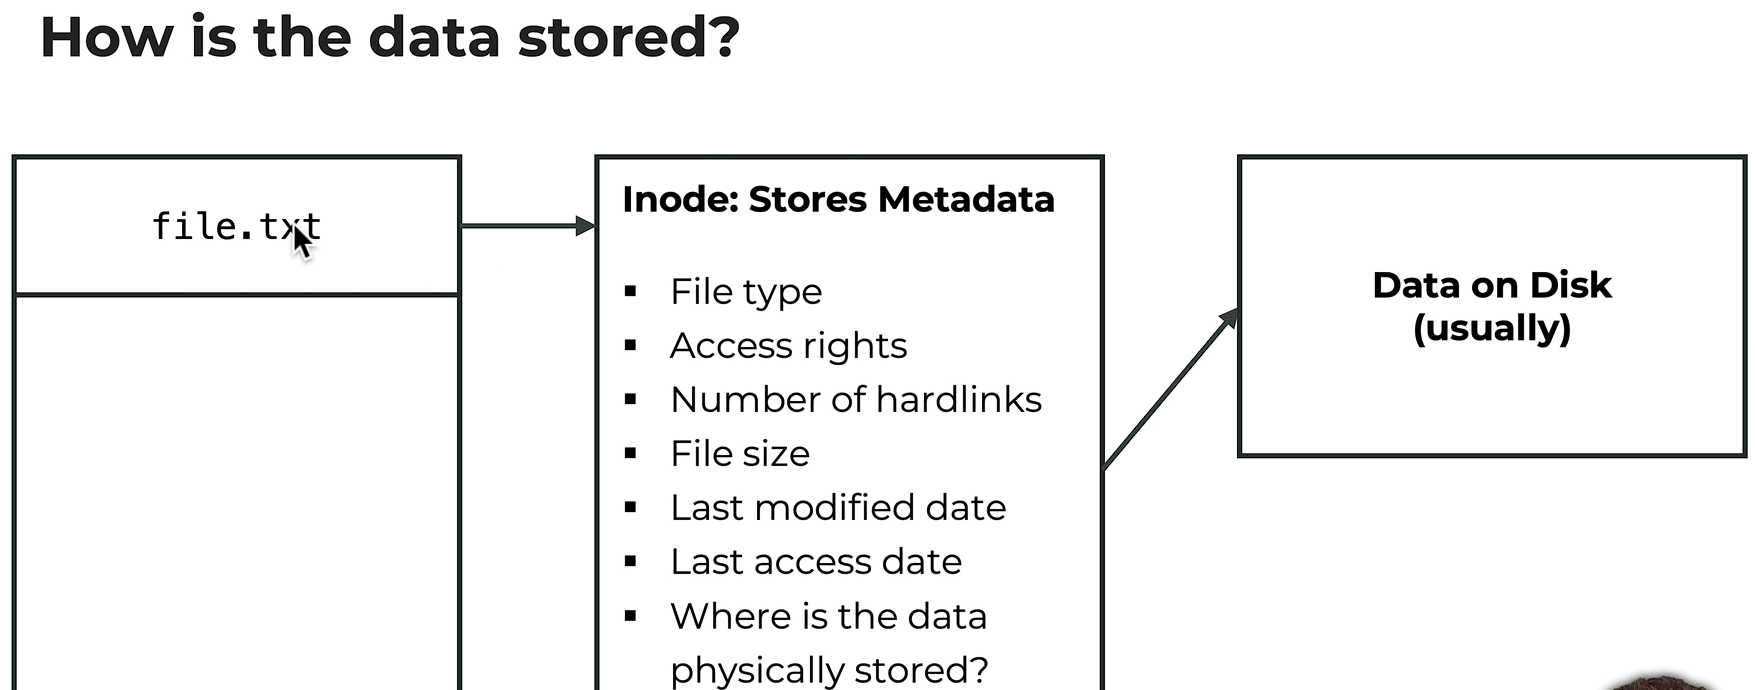 How is the data stored?
file.txt
Inode: Stores Metadata
▪ File type
▪ Access rights
▪ Number of hardlinks
▪ File size
▪ Last modified date
▪ Last access date
▪ Where is the data
physically stored?
Data on Disk
(usually)